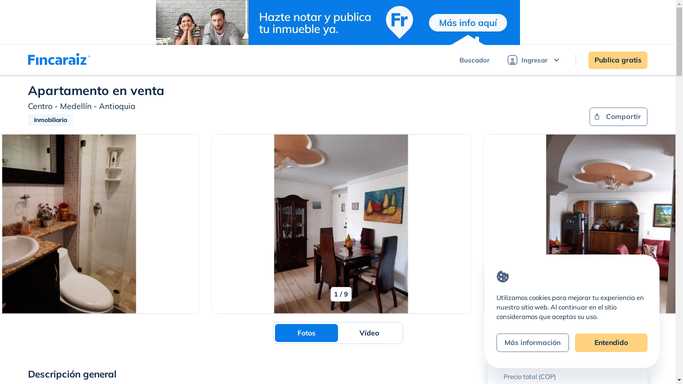 Hazte notar y publica
tu inmueble ya.
Fr
Más info aquí
Fincaraiz
Buscador
Ingresar
Publica gratis
Apartamento en venta
Centro - Medellín - Antioquia
Inmobiliaria
Compartir
1 / 9
Fotos
Vídeo
Utilizamos cookies para mejorar tu experiencia en
nuestro sitio web. Al continuar en el sitio
consideramos que aceptas su uso.
Más información
Entendido
Descripción general
Precio total (COP)